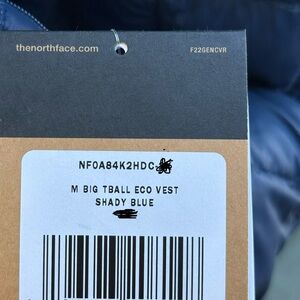 thenorthface.com
F22GENCVR
NF0A84K2HDC
M BIG TBALL ECO VEST
SHADY BLUE